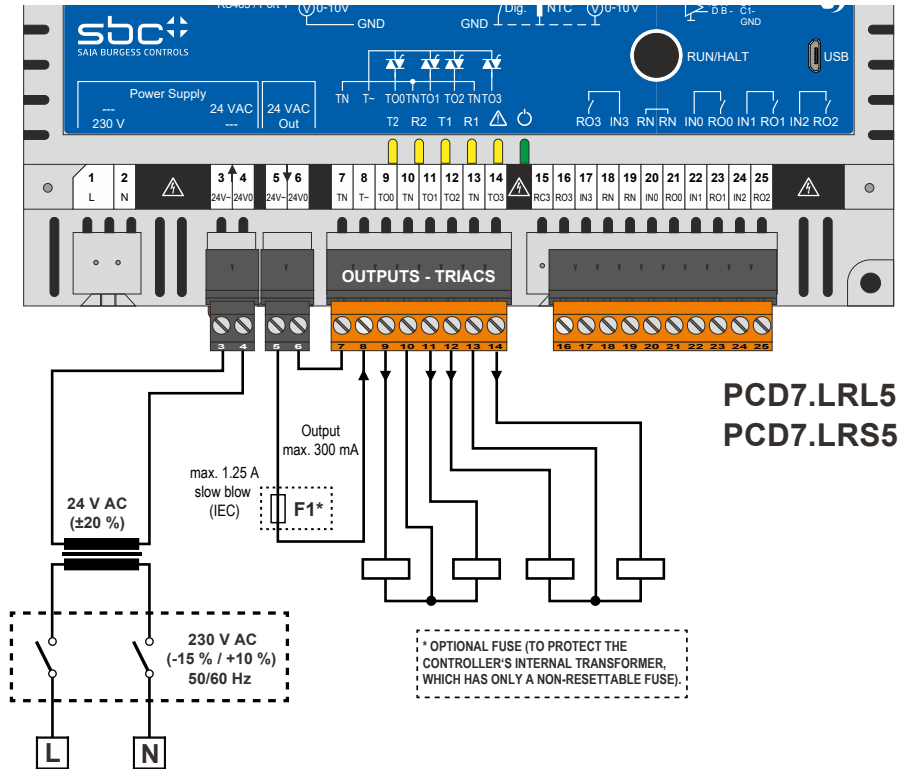 RS485 / Port 1
V 0-10V
GND
GND
Dig.
NTC
V 0-10 V
D B -
C1-
GND
sbc
SAIA BURGESS CONTROLS
RUN/HALT
USB
Power Supply
---
230 V
24 VAC
---
24 VAC
Out
TN T~ TO0 TN TO1 TO2 TN TO3
T2 R2 T1 R1
RO3 IN3 RN RN IN0 RO0 IN1 RO1 IN2 RO2
1 2 3 4 5 6 7 8 9 10 11 12 13 14 15 16 17 18 19 20 21 22 23 24 25
L N 24V~ 24V0 24V~ 24V0 TN T~ TO0 TN TO1 TO2 TN TO3 RC3 RO3 IN3 RN RN IN0 RO0 IN1 RO1 IN2 RO2
OUTPUTS - TRIACS
3 4 5 6 7 8 9 10 11 12 13 14 16 17 18 19 20 21 22 23 24 25
PCD7.LRL5
PCD7.LRS5
Output
max. 300 mA
max. 1.25 A
slow blow
(IEC)
F1*
24 V AC
(±20 %)
230 V AC
(-15 % / +10 %)
50/60 Hz
* OPTIONAL FUSE (TO PROTECT THE
CONTROLLER'S INTERNAL TRANSFORMER,
WHICH HAS ONLY A NON-RESETTABLE FUSE).
L
N